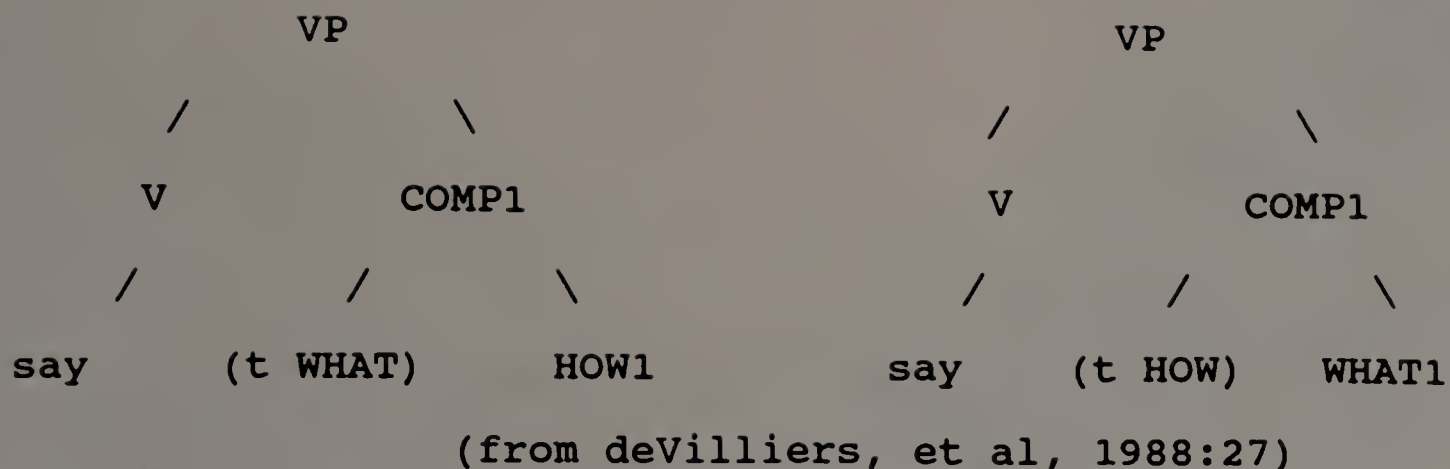 VP VP
/ \ / \
V COMP1 V COMP1
/ / \ / / \
say (t WHAT) HOW1 say (t HOW) WHAT1
(from deVilliers, et al, 1988:27)